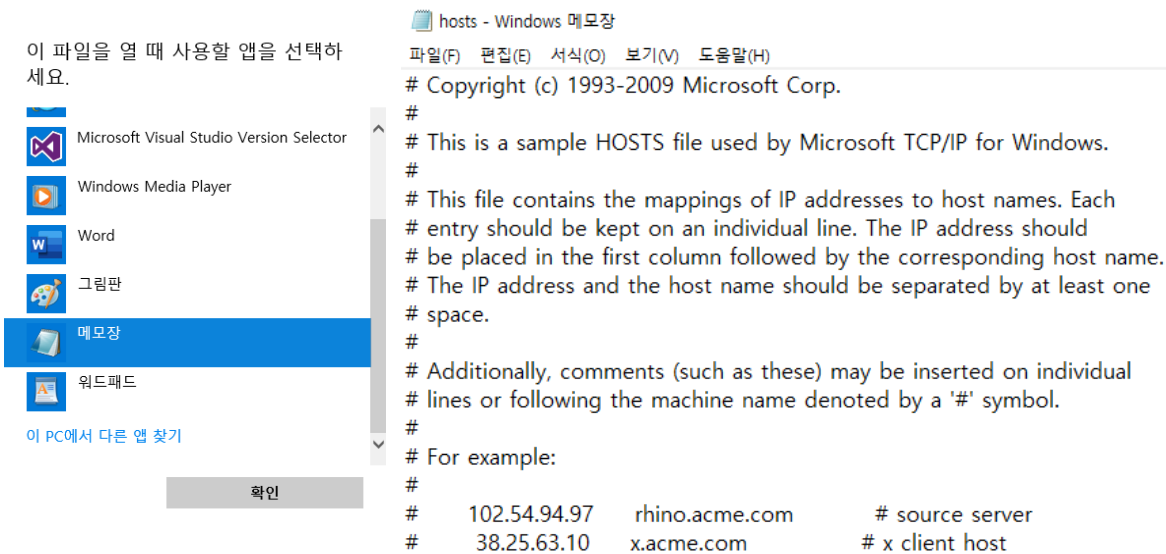 이 파일을 열 때 사용할 앱을 선택하
세요.
Microsoft Visual Studio Version Selector
Windows Media Player
Word
그림판
메모장
워드패드
이 PC에서 다른 앱 찾기
확인
hosts - Windows 메모장
파일(F) 편집(E) 서식(O) 보기(V) 도움말(H)
# Copyright (c) 1993-2009 Microsoft Corp.
#
# This is a sample HOSTS file used by Microsoft TCP/IP for Windows.
#
# This file contains the mappings of IP addresses to host names. Each
# entry should be kept on an individual line. The IP address should
# be placed in the first column followed by the corresponding host name.
# The IP address and the host name should be separated by at least one
# space.
#
# Additionally, comments (such as these) may be inserted on individual
# lines or following the machine name denoted by a '#' symbol.
#
# For example:
#
# 102.54.94.97 rhino.acme.com # source server
# 38.25.63.10 x.acme.com # x client host